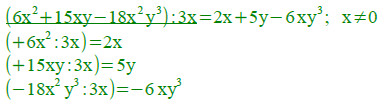 (6x²+15xy−18x²y³):3x=2x+5y−6xy³; x≠0
(+6x²:3x)=2x
(+15xy:3x)=5y
(−18x²y³:3x)=−6xy³